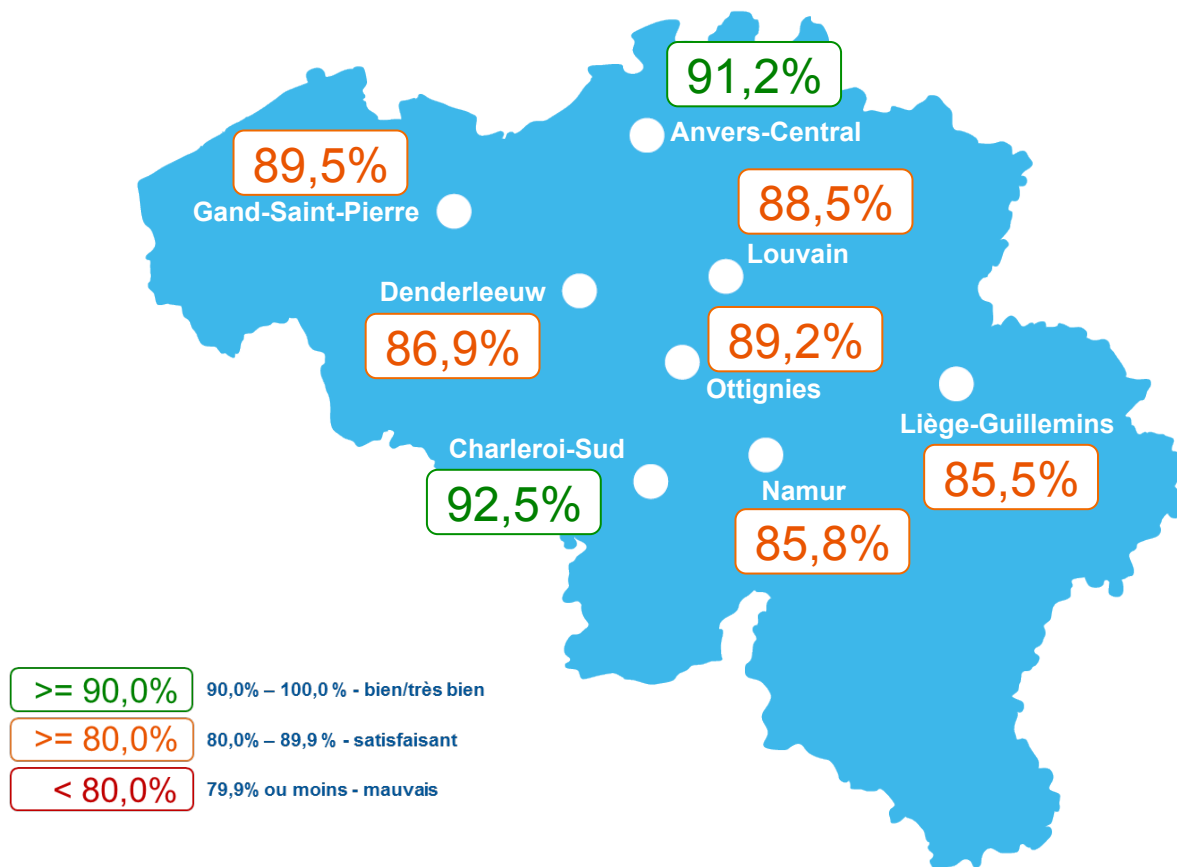 91,2%
Anvers-Central
89,5%
Gand-Saint-Pierre
88,5%
Louvain
Denderleeuw
86,9%
89,2%
Ottignies
Liège-Guillemins
85,5%
Charleroi-Sud
92,5%
Namur
85,8%
>= 90,0% 90,0% – 100,0 % - bien/très bien
>= 80,0% 80,0% – 89,9 % - satisfaisant
< 80,0% 79,9% ou moins - mauvais